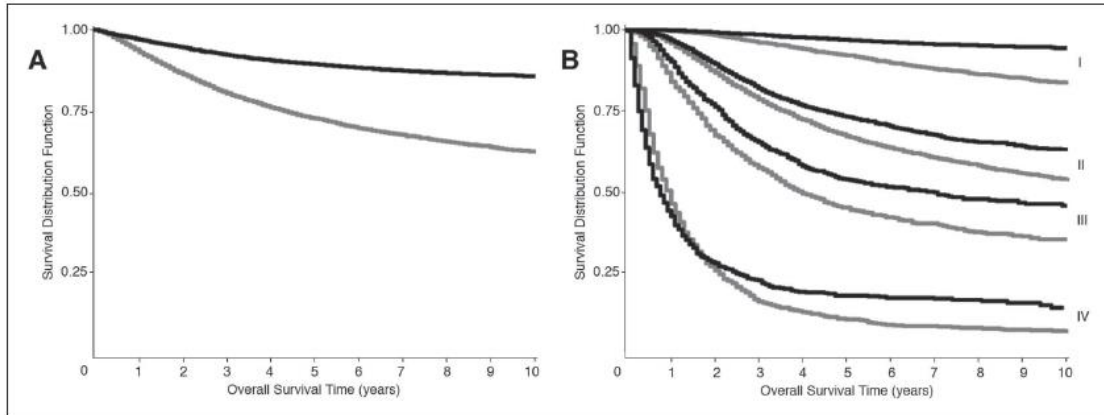 A
1.00
0.75
0.50
0.25
Survival Distribution Function
0 1 2 3 4 5 6 7 8 9 10
Overall Survival Time (years)
B
1.00
0.75
0.50
0.25
Survival Distribution Function
I
II
III
IV
0 1 2 3 4 5 6 7 8 9 10
Overall Survival Time (years)